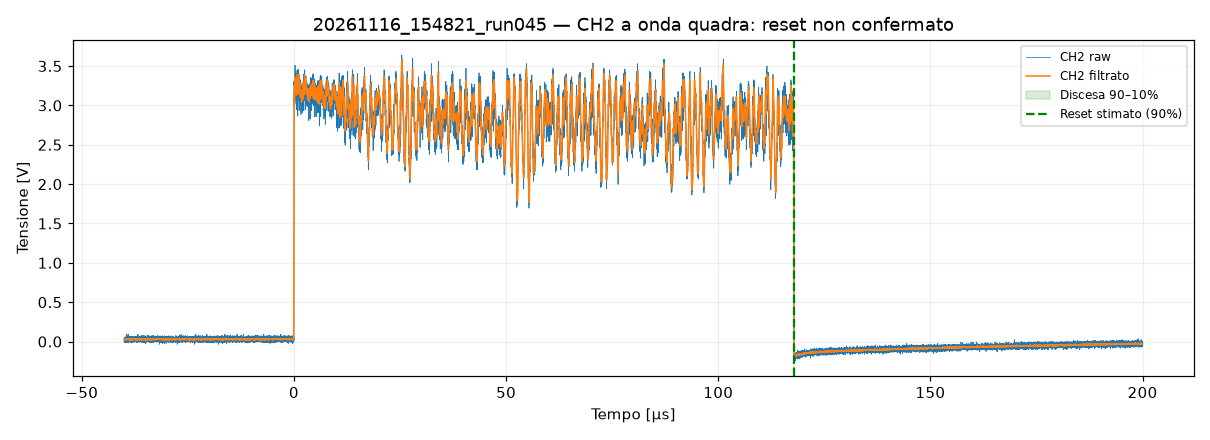 20261116_154821_run045 — CH2 a onda quadra: reset non confermato
CH2 raw
CH2 filtrato
Discesa 90–10%
Reset stimato (90%)
Tensione [V]
3.5
3.0
2.5
2.0
1.5
1.0
0.5
0.0
−50
0
50
100
150
200
Tempo [µs]